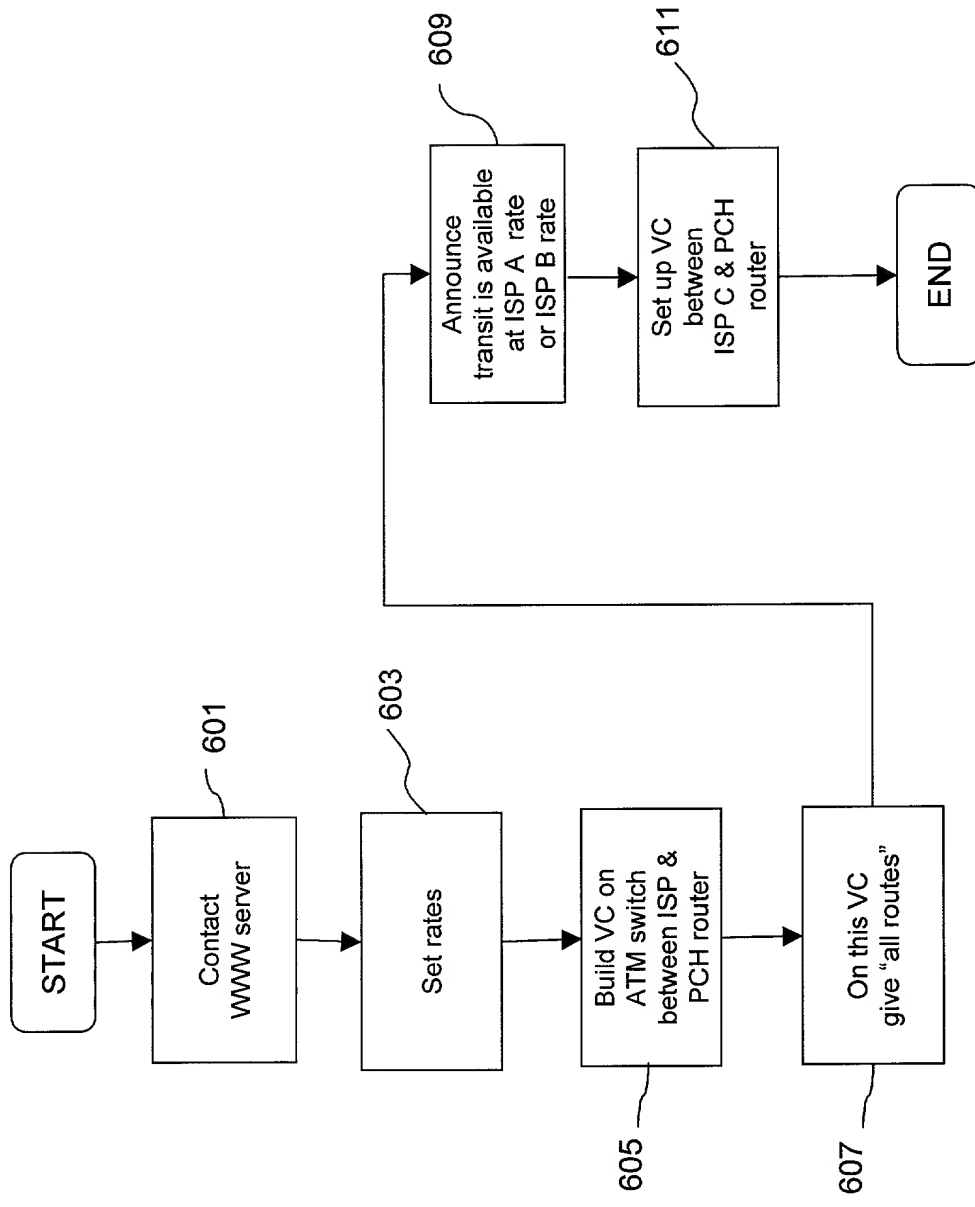 START
Contact
WWW server
601
Set rates
603
Build VC on
ATM switch
between ISP &
PCH router
605
On this VC
give “all routes”
607
Announce
transit is available
at ISP A rate
or ISP B rate
609
Set up VC
between
ISP C & PCH
router
611
END